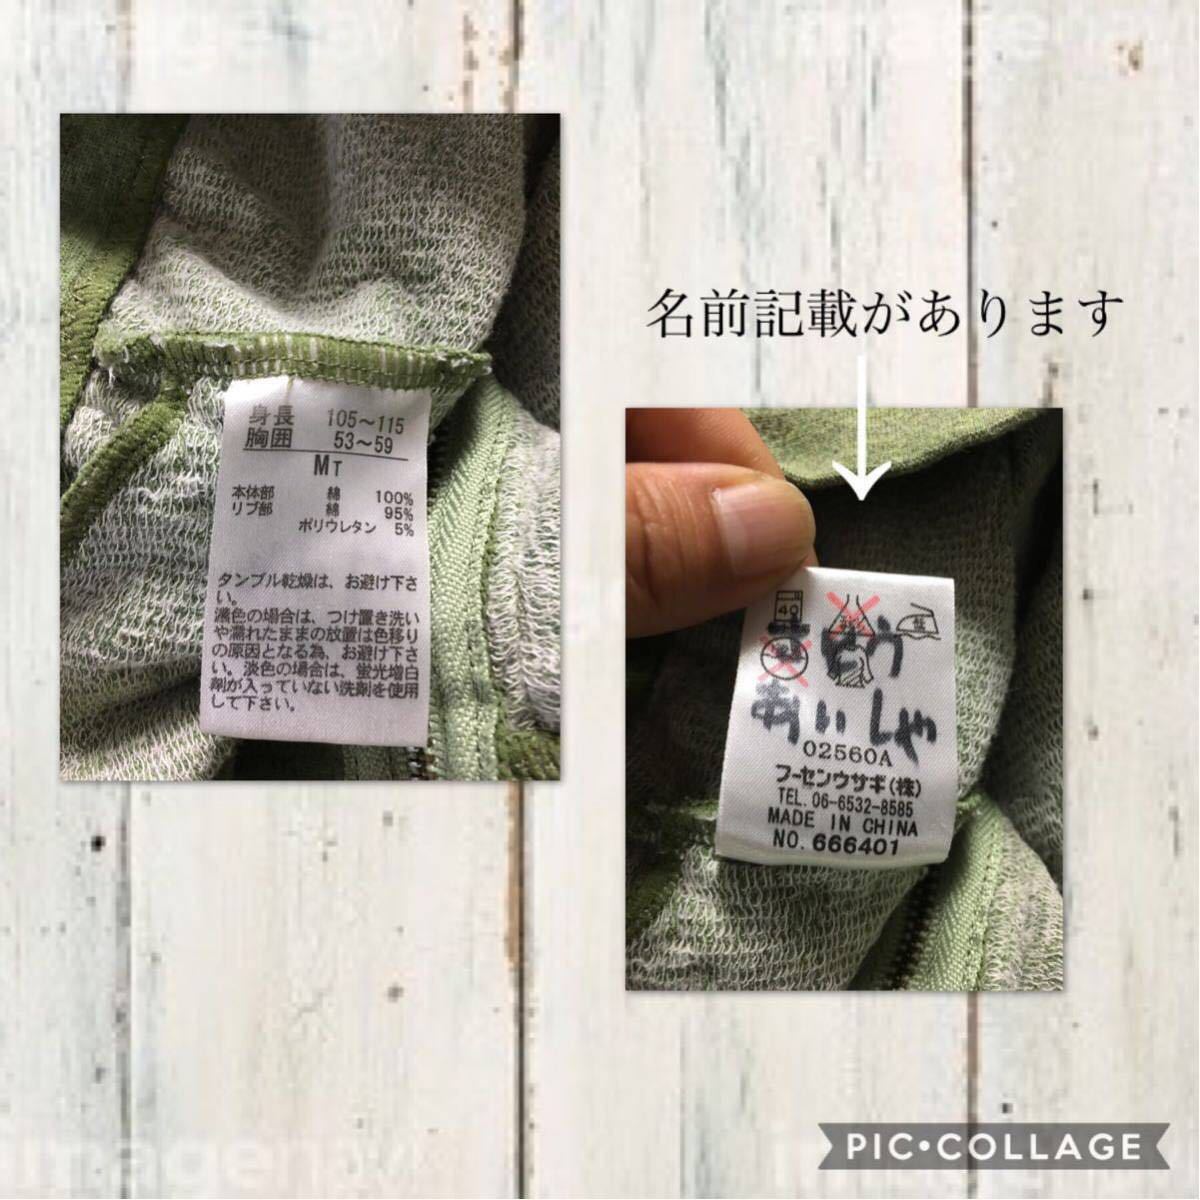 身長 105～115
胸囲 53～59
MT
本体部 綿 100%
リブ部 綿 95%
ポリウレタン 5%
タンブル乾燥は、お避け下さ
い。
濃色の場合は、つけ置き洗い
や濡れたままの放置は色移り
の原因となる為、お避け下さ
い。淡色の場合は、蛍光増白
剤が入っていない洗剤を使用
して下さい。
名前記載があります
40
あいしゃ
02560A
フーセンウサギ(株)
TEL. 06-6532-8585
MADE IN CHINA
NO. 666401
PIC•COLLAGE